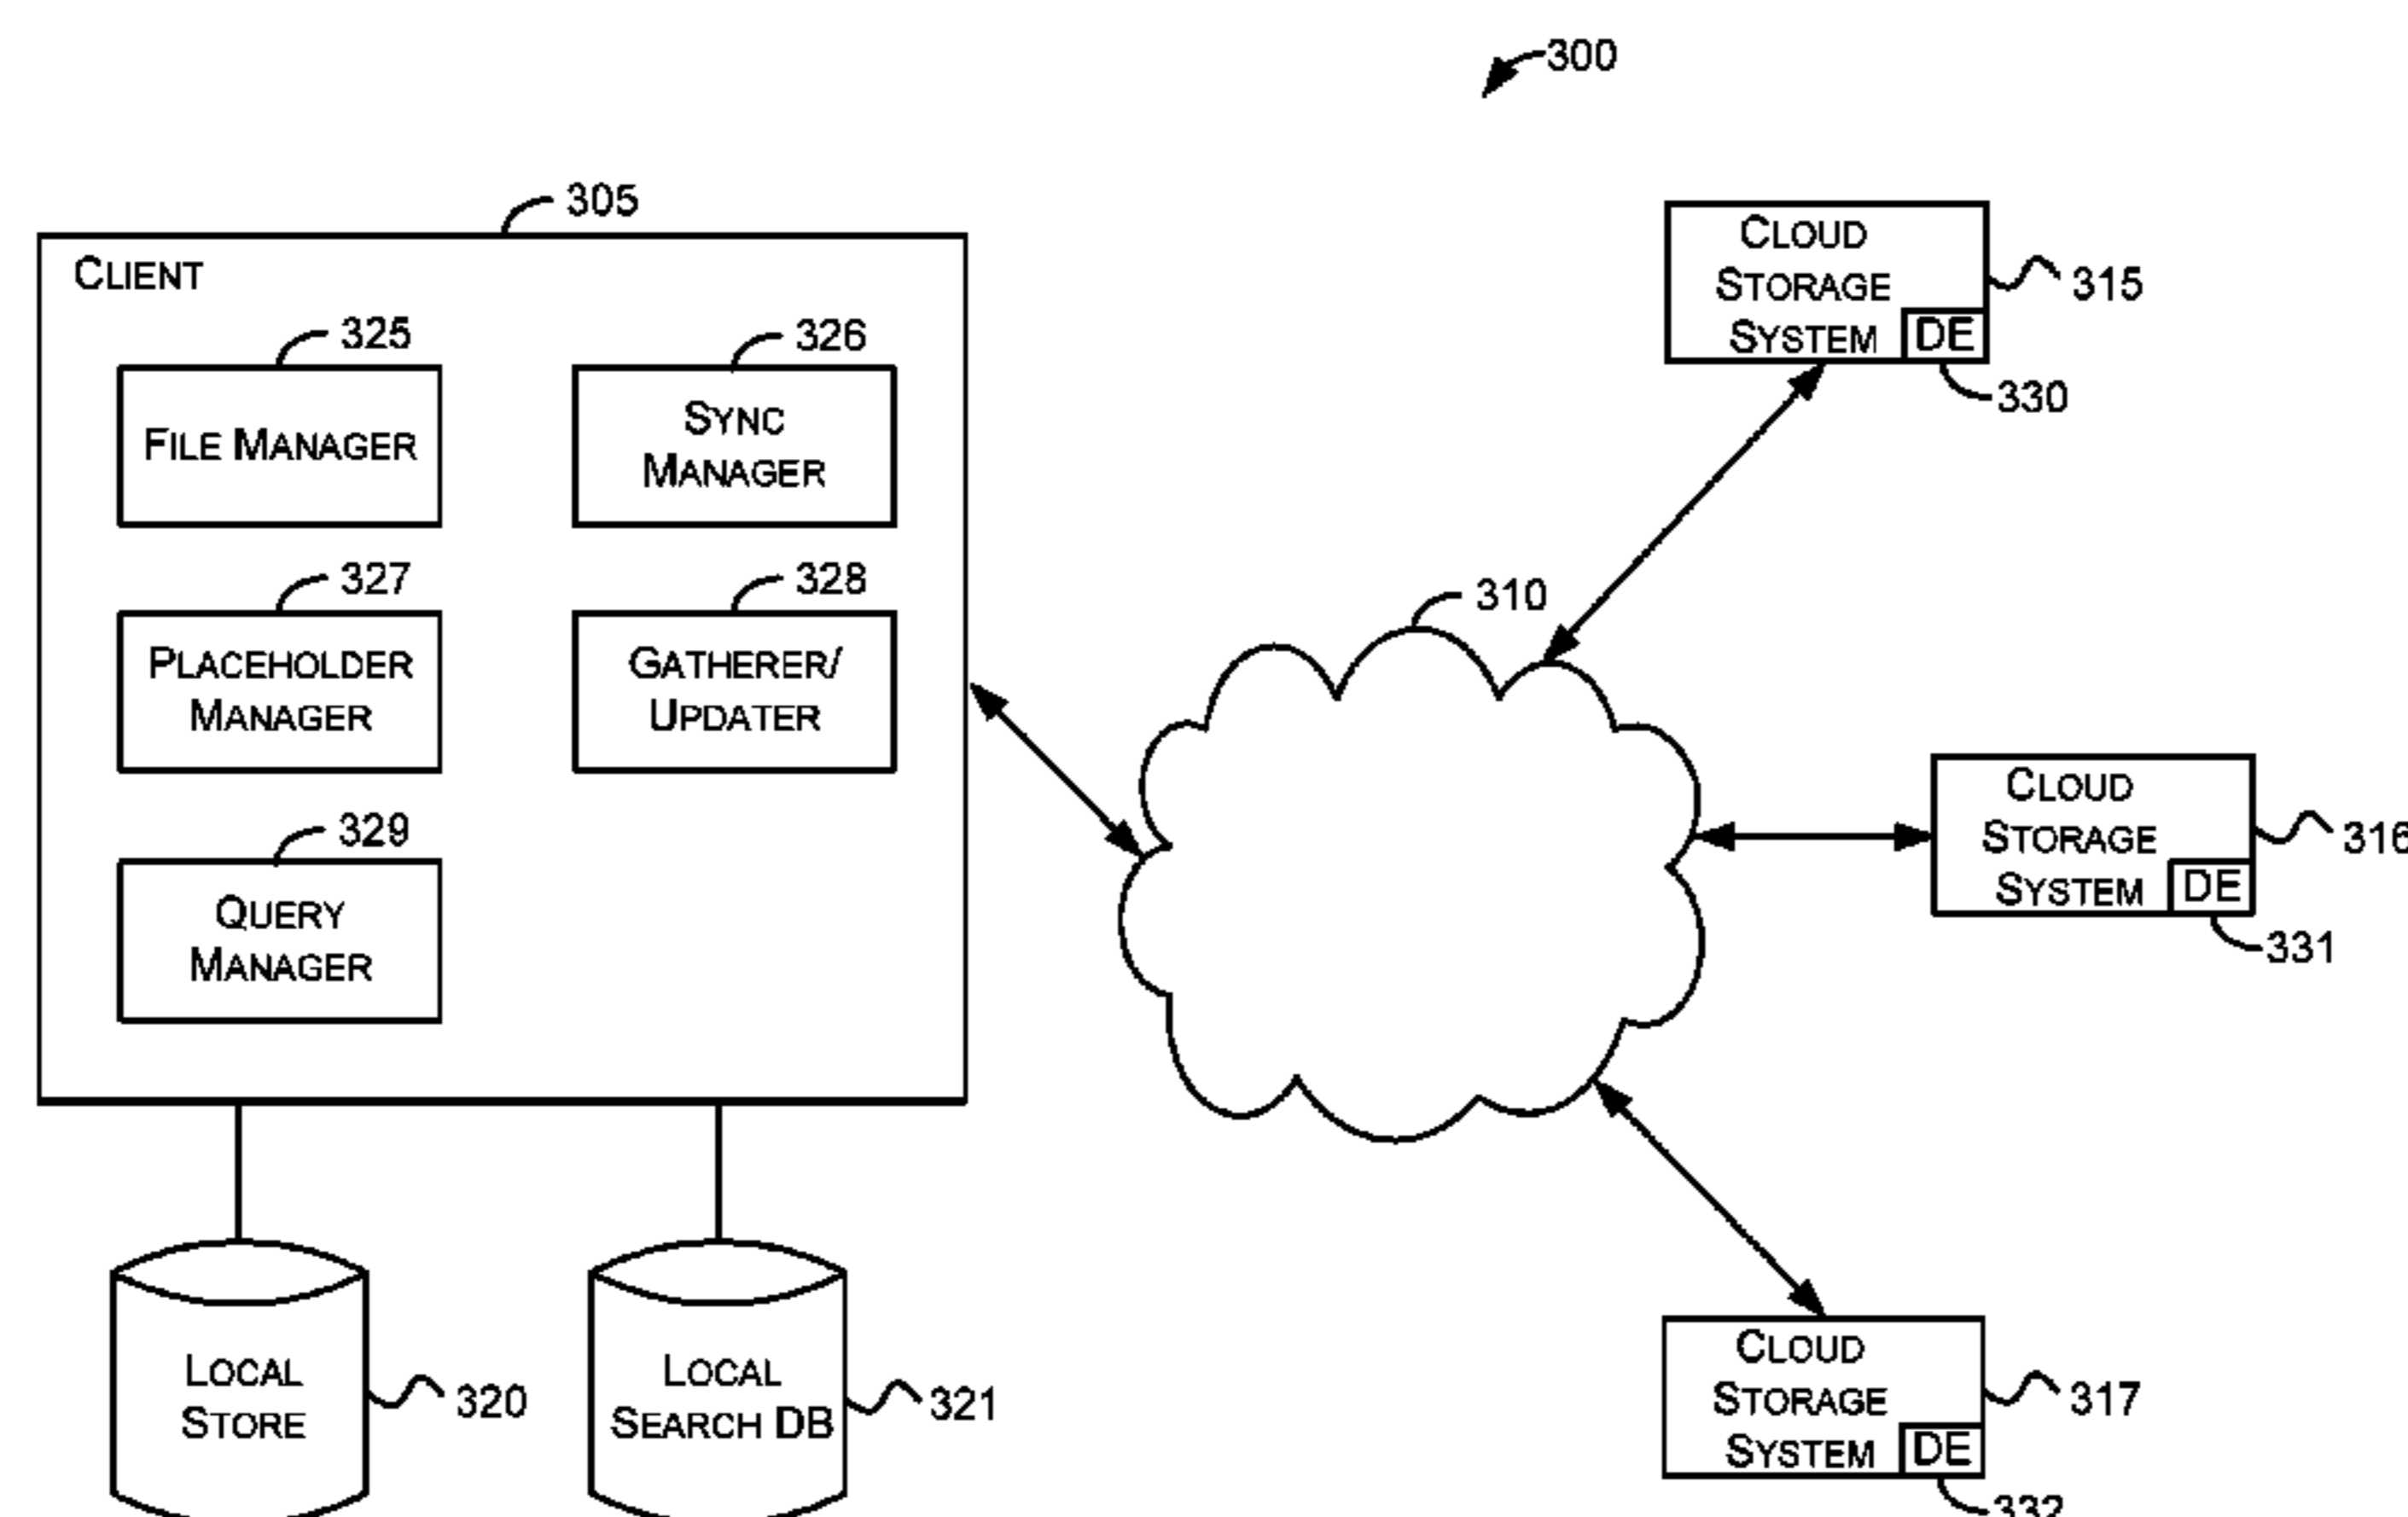 300
305
CLIENT
325
FILE MANAGER
326
SYNC
MANAGER
327
PLACEHOLDER
MANAGER
328
GATHERER/
UPDATER
329
QUERY
MANAGER
LOCAL
STORE
320
LOCAL
SEARCH DB
321
310
CLOUD
STORAGE
SYSTEM
DE
315
330
CLOUD
STORAGE
SYSTEM
DE
316
331
CLOUD
STORAGE
SYSTEM
DE
317
332